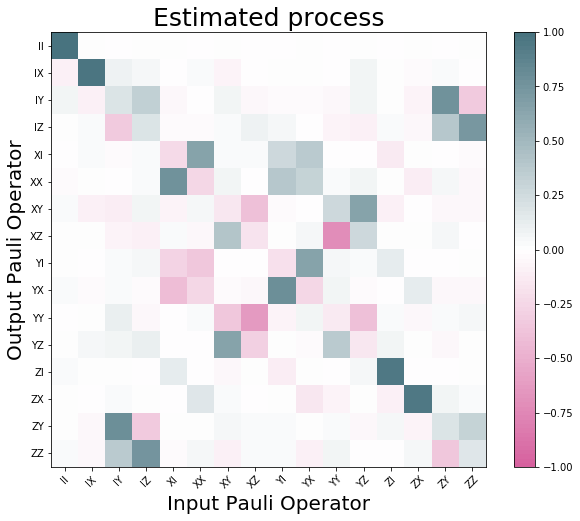 Estimated process
Output Pauli Operator
II
IX
IY
IZ
XI
XX
XY
XZ
YI
YX
YY
YZ
ZI
ZX
ZY
ZZ
II IX IY IZ XI XX XY XZ YI YX YY YZ ZI ZX ZY ZZ
Input Pauli Operator
1.00
0.75
0.50
0.25
0.00
−0.25
−0.50
−0.75
−1.00